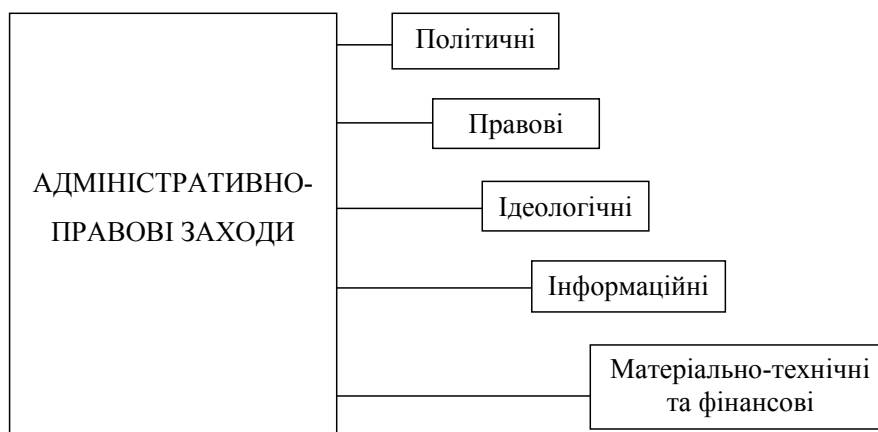 Політичні
Правові
АДМІНІСТРАТИВНО-
ПРАВОВІ ЗАХОДИ
Ідеологічні
Інформаційні
Матеріально-технічні
та фінансові